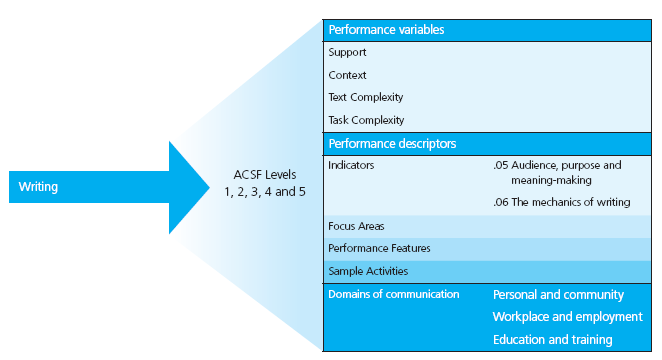 Writing
ACSF Levels
1, 2, 3, 4 and 5
Performance variables
Support
Context
Text Complexity
Task Complexity
Performance descriptors
Indicators
.05 Audience, purpose and
meaning-making
.06 The mechanics of writing
Focus Areas
Performance Features
Sample Activities
Domains of communication
Personal and community
Workplace and employment
Education and training